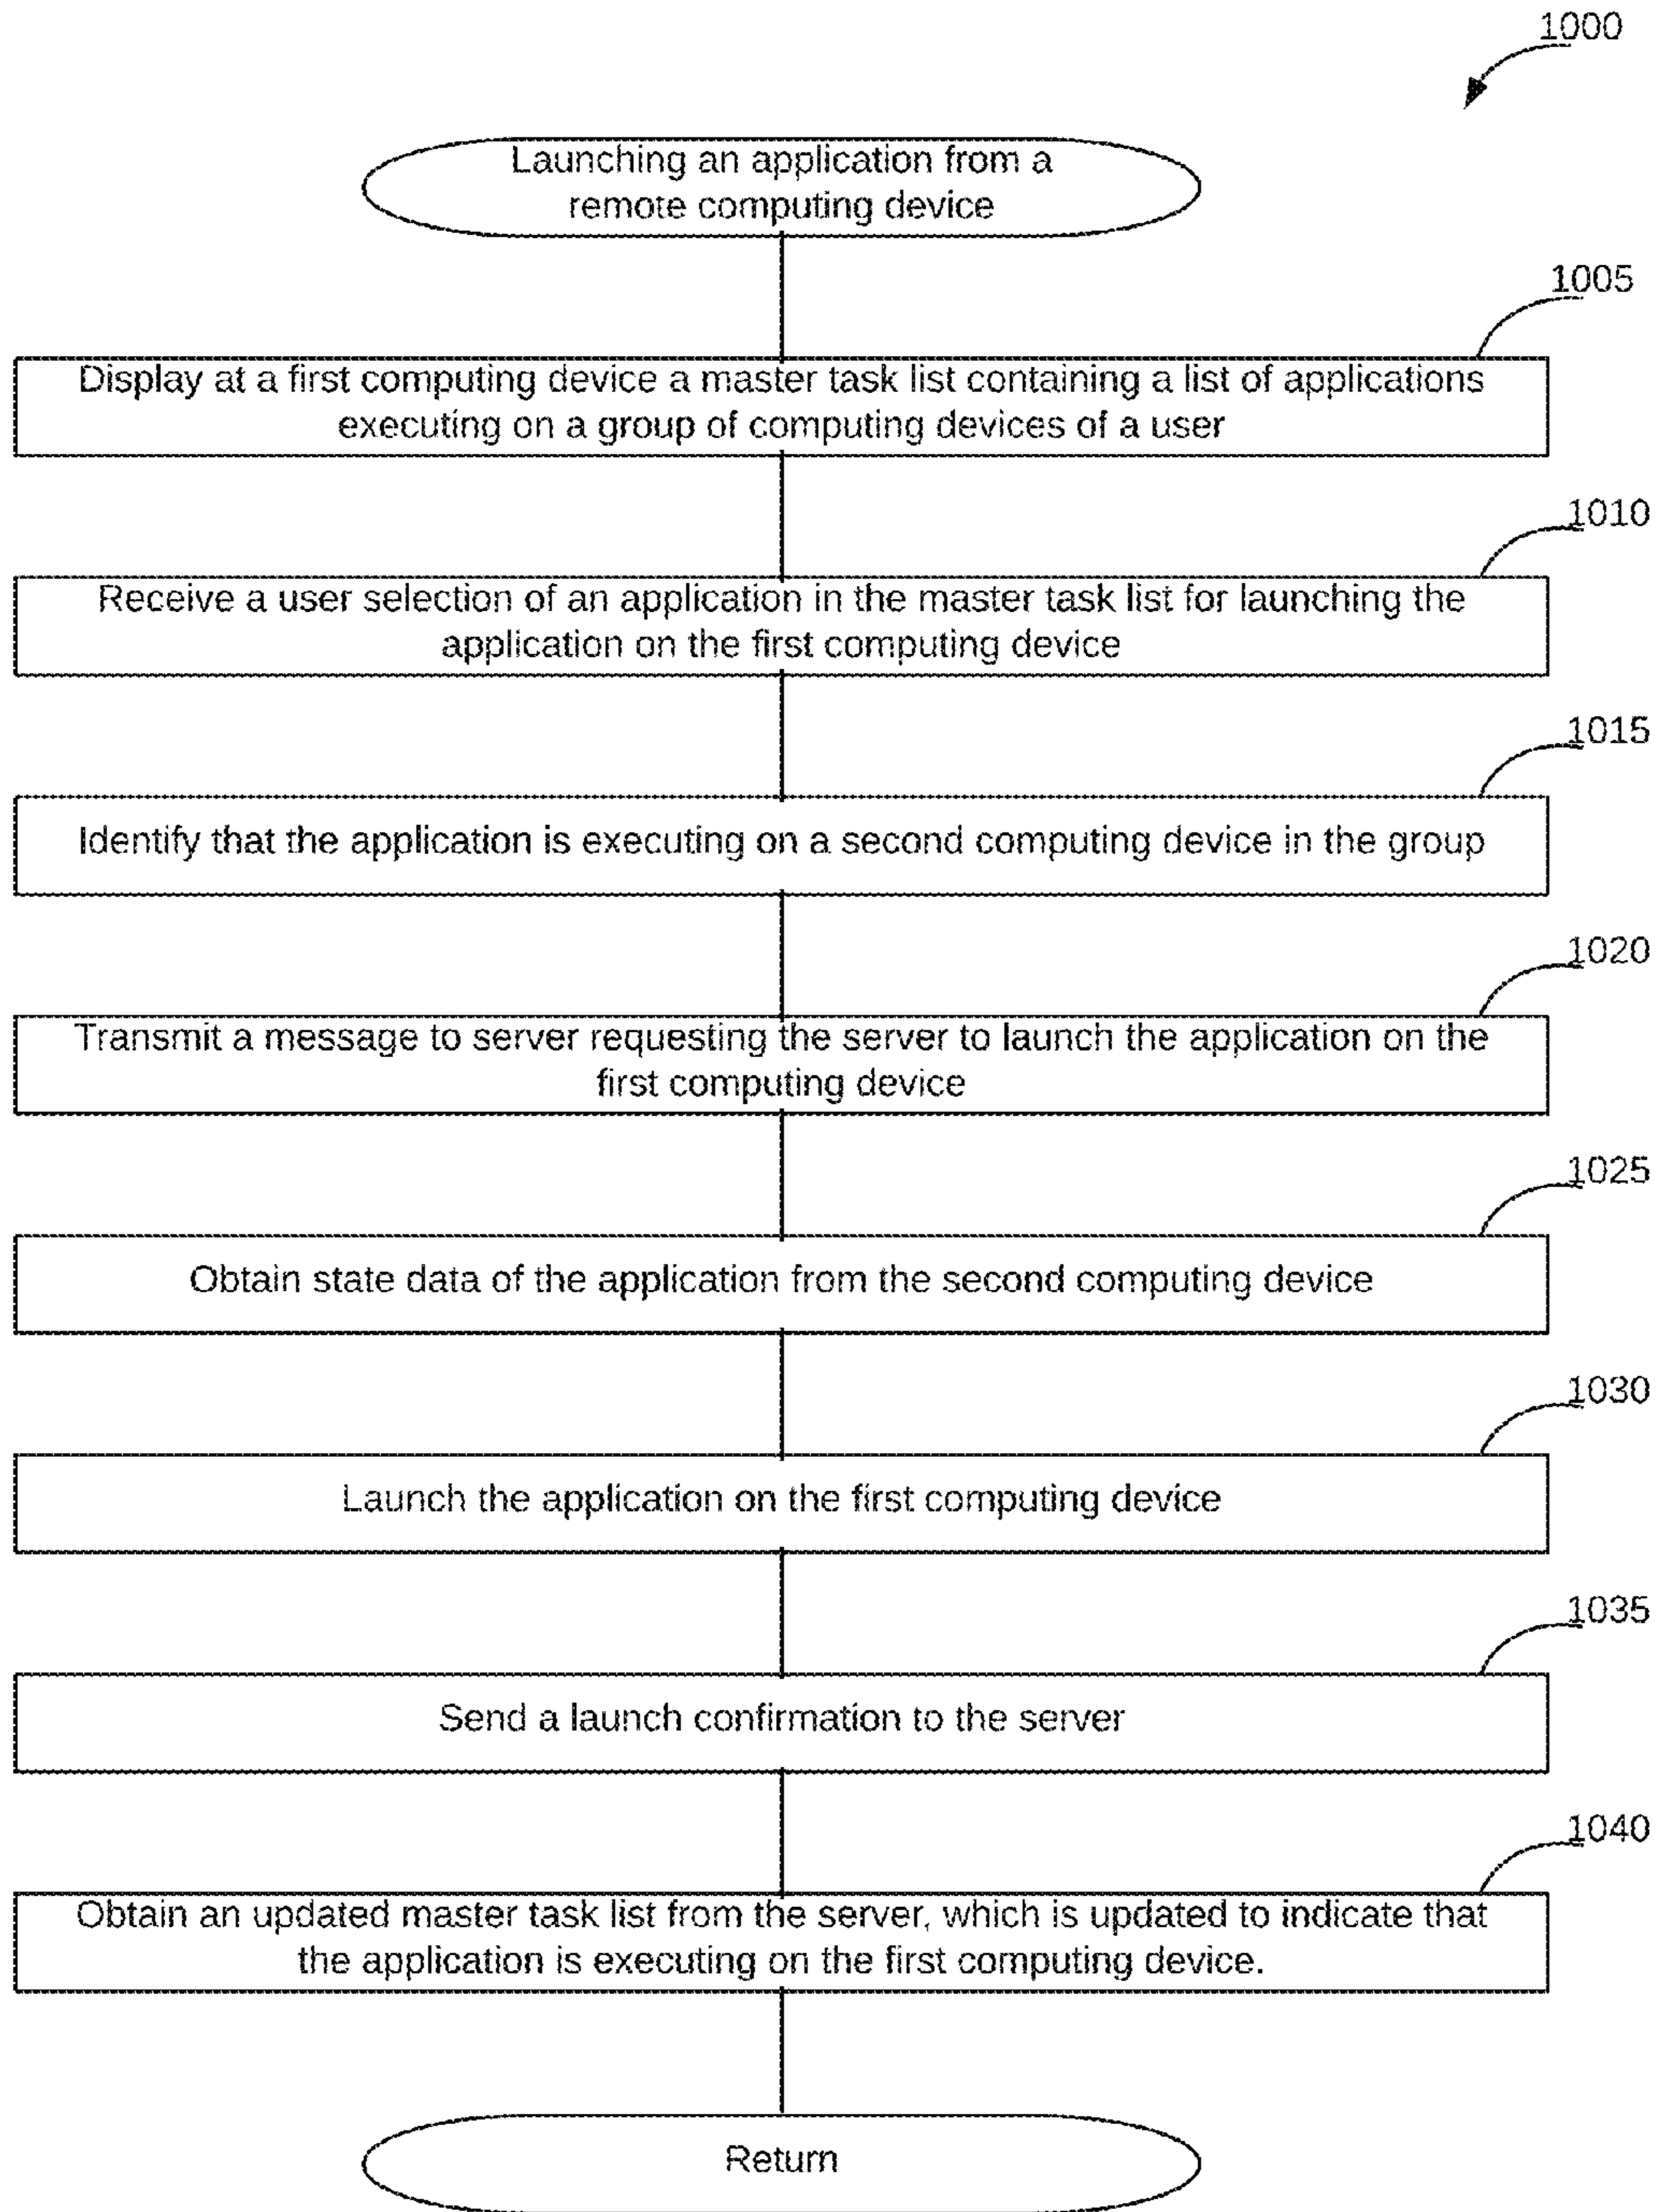 1000
Launching an application from a
remote computing device
1005
Display at a first computing device a master task list containing a list of applications
executing on a group of computing devices of a user
1010
Receive a user selection of an application in the master task list for launching the
application on the first computing device
1015
Identify that the application is executing on a second computing device in the group
1020
Transmit a message to server requesting the server to launch the application on the
first computing device
1025
Obtain state data of the application from the second computing device
1030
Launch the application on the first computing device
1035
Send a launch confirmation to the server
1040
Obtain an updated master task list from the server, which is updated to indicate that
the application is executing on the first computing device.
Return